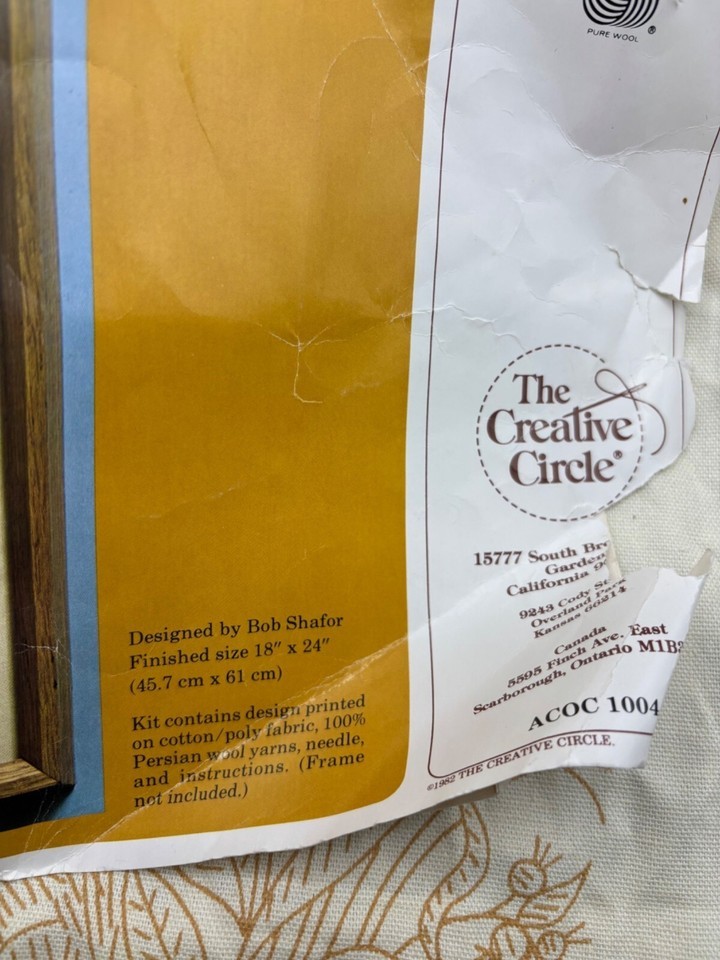 PURE WOOL ®
The
Creative
Circle®
15777 South
Garden
California
9243 Cody
Overland Park
Kansas 66214
Canada
5595 Finch Ave. East
Scarborough, Ontario
ACOC 1004
©1982 THE CREATIVE CIRCLE.
Designed by Bob Shafor
Finished size 18" x 24"
(45.7 cm x 61 cm)
Kit contains design printed
on cotton/poly fabric, 100%
Persian wool yarns, needle,
and instructions. (Frame
not included.)